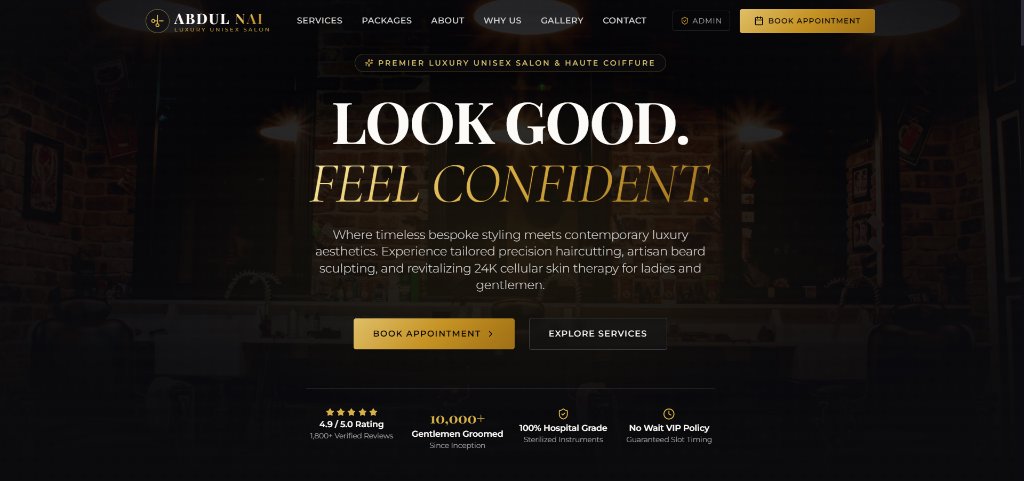 ABDUL NAI
LUXURY UNISEX SALON
SERVICES PACKAGES ABOUT WHY US GALLERY CONTACT
ADMIN
BOOK APPOINTMENT
PREMIER LUXURY UNISEX SALON & HAUTE COIFFURE
LOOK GOOD.
FEEL CONFIDENT.
Where timeless bespoke styling meets contemporary luxury
aesthetics. Experience tailored precision haircutting, artisan beard
sculpting, and revitalizing 24K cellular skin therapy for ladies and
gentlemen.
BOOK APPOINTMENT
EXPLORE SERVICES
4.9 / 5.0 Rating
1,800+ Verified Reviews
10,000+
Gentlemen Groomed
Since Inception
100% Hospital Grade
Sterilized Instruments
No Wait VIP Policy
Guaranteed Slot Timing